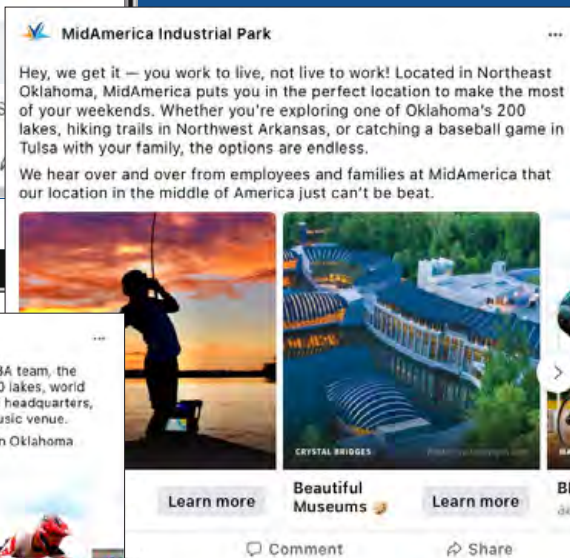 MidAmerica Industrial Park
Hey, we get it — you work to live, not live to work! Located in Northeast
Oklahoma, MidAmerica puts you in the perfect location to make the most
of your weekends. Whether you're exploring one of Oklahoma's 200
lakes, hiking trails in Northwest Arkansas, or catching a baseball game in
Tulsa with your family, the options are endless.
We hear over and over from employees and families at MidAmerica that
our location in the middle of America just can't be beat.
team, the
lakes, world
headquarters,
venue.
Oklahoma
CRYSTAL BRIDGES
Learn more
Beautiful
Museums 🤌
Learn more
Comment
Share